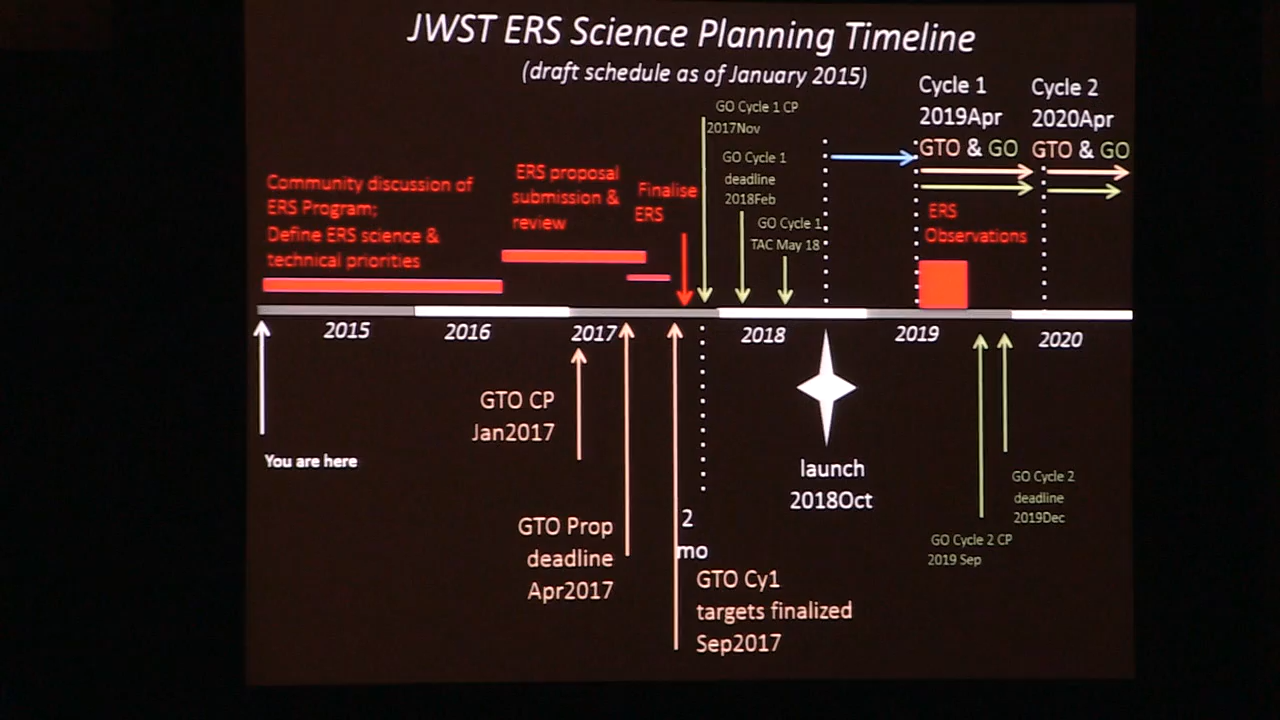 JWST ERS Science Planning Timeline
(draft schedule as of January 2015)
Cycle 1
2019Apr
GTO & GO
Cycle 2
2020Apr
GTO & GO
GO Cycle 1 CP
2017Nov
GO Cycle 1
deadline
2018Feb
GO Cycle 1
TAC May 18
Community discussion of
ERS Program;
Define ERS science &
technical priorities
ERS proposal
submission &
review
Finalise
ERS
ERS
Observations
2015
2016
2017
2018
2019
2020
You are here
GTO CP
Jan2017
GTO Prop
deadline
Apr2017
2
mo
GTO Cy1
targets finalized
Sep2017
launch
2018Oct
GO Cycle 2 CP
2019 Sep
GO Cycle 2
deadline
2019Dec